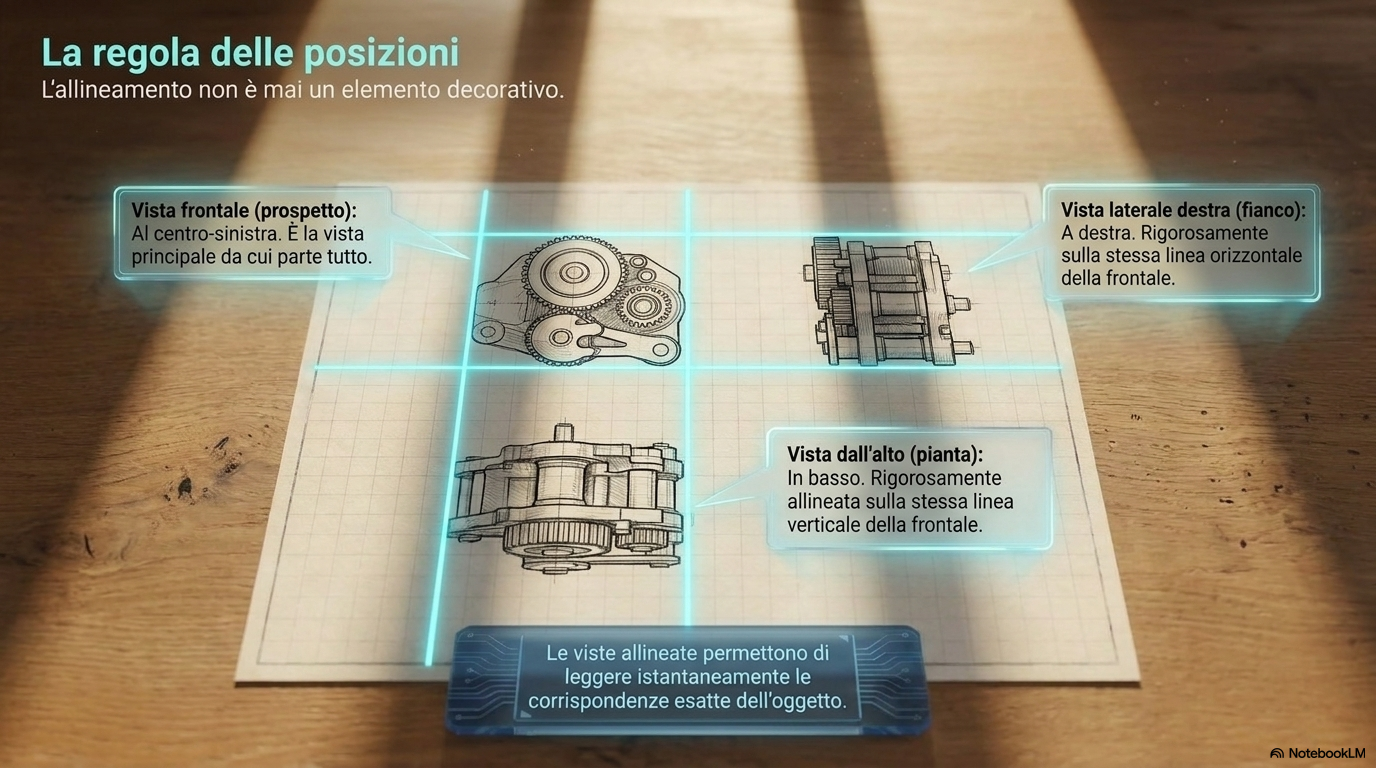 La regola delle posizioni
L'allineamento non è mai un elemento decorativo.
Vista frontale (prospetto):
Al centro-sinistra. È la vista
principale da cui parte tutto.
Vista laterale destra (fianco):
A destra. Rigorosamente
sulla stessa linea orizzontale
della frontale.
Vista dall'alto (pianta):
In basso. Rigorosamente
allineata sulla stessa linea
verticale della frontale.
Le viste allineate permettono di
leggere istantaneamente le
corrispondenze esatte dell'oggetto.
NotebookLM